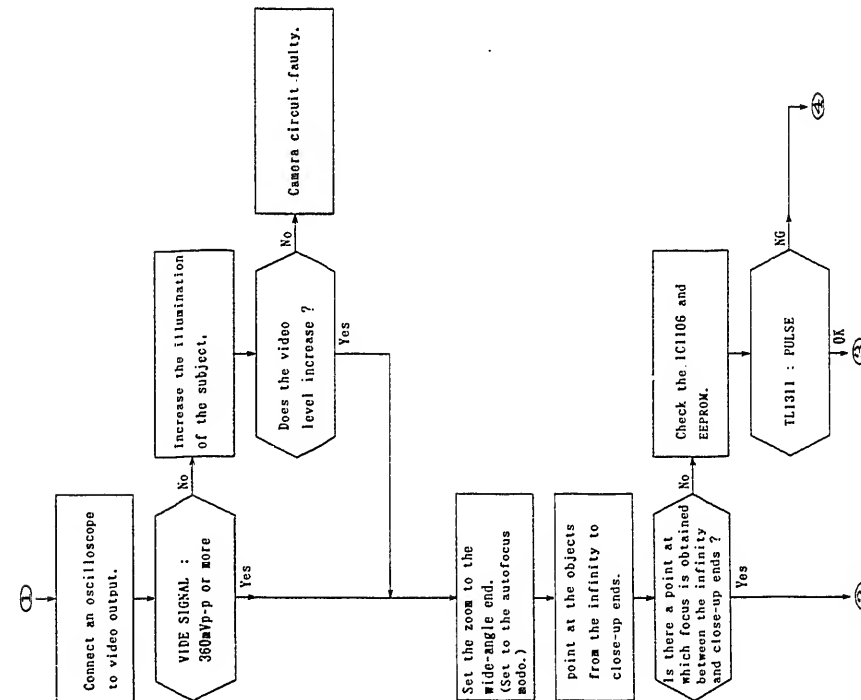 ①
Connect an oscilloscope
to video output.
VIDE SIGNAL :
360mVp-p or more
No
Yes
Increase the illumination
of the subject.
Does the video
level increase ?
No
Yes
Camora circuit faulty.
Set the zoom to the
wide-angle end.
(Set to the autofocus
modo.)
point at the objects
from the infinity to
close-up ends.
Is there a point at
which focus is obtained
between the infinity
and close-up ends ?
No
Yes
Check the IC1106 and
EEPROM.
TL1311 : PULSE
NG
OK
④